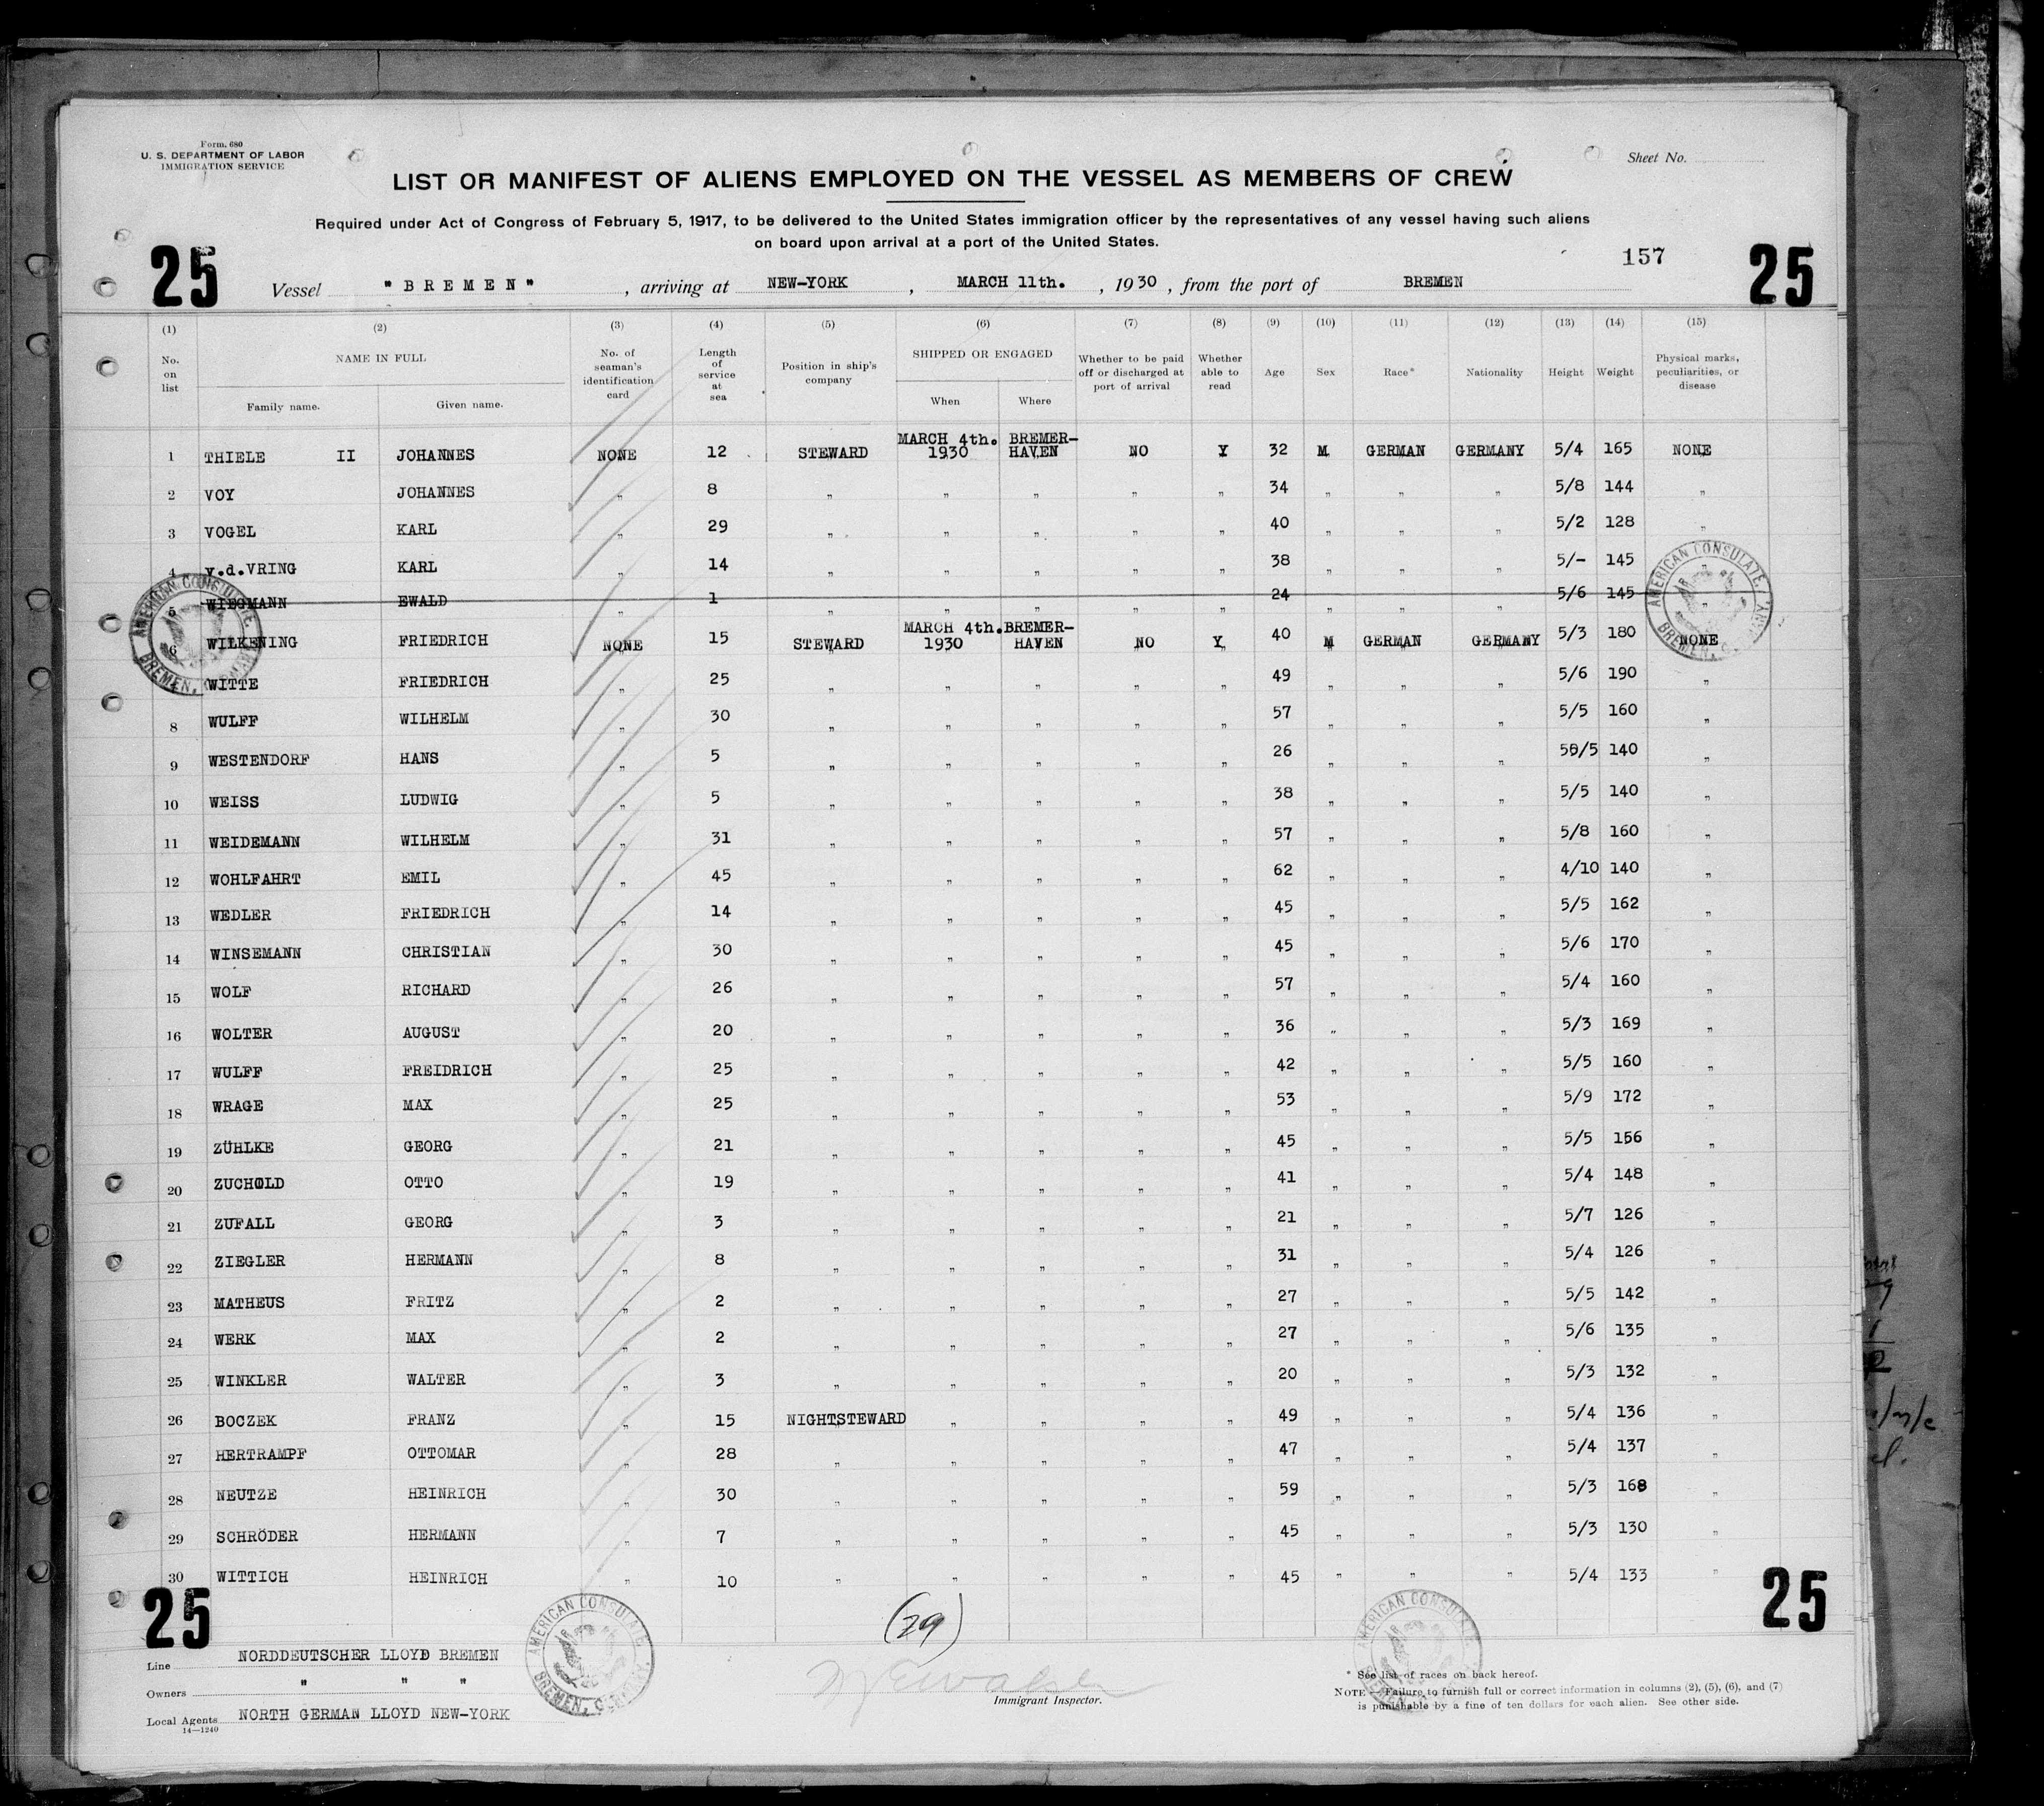 Form. 680
U. S. DEPARTMENT OF LABOR
IMMIGRATION SERVICE
Sheet No.
LIST OR MANIFEST OF ALIENS EMPLOYED ON THE VESSEL AS MEMBERS OF CREW
Required under Act of Congress of February 5, 1917, to be delivered to the United States immigration officer by the representatives of any vessel having such aliens
on board upon arrival at a port of the United States.
157
25 25
Vessel "BREMEN", arriving at NEW-YORK, MARCH 11th., 1930, from the port of BREMEN
(1) (2) (3) (4) (5) (6) (7) (8) (9) (10) (11) (12) (13) (14) (15)
No. on list NAME IN FULL Family name. Given name. No. of seaman's identification card Length of service at sea Position in ship's company SHIPPED OR ENGAGED When Where Whether to be paid off or discharged at port of arrival Whether able to read Age Sex Race* Nationality Height Weight Physical marks, peculiarities, or disease
1 THIELE II JOHANNES NONE 12 STEWARD MARCH 4th. 1930 BREMER-HAVEN NO Y 32 M GERMAN GERMANY 5/4 165 NONE
2 VOY JOHANNES " 8 " " " " " 34 " " " 5/8 144 "
3 VOGEL KARL " 29 " " " " " 40 " " " 5/2 128 "
4 v.d.VRING KARL " 14 " " " " " 38 " " " 5/- 145 "
5 WIEGMANN EWALD " 1 " " " " " 24 " " " 5/6 145 "
6 WILKENING FRIEDRICH NONE 15 STEWARD MARCH 4th. 1930 BREMER-HAVEN NO Y 40 M GERMAN GERMANY 5/3 180 NONE
WITTE FRIEDRICH " 25 " " " " " 49 " " " 5/6 190 "
8 WULFF WILHELM " 30 " " " " " 57 " " " 5/5 160 "
9 WESTENDORF HANS " 5 " " " " " 26 " " " 5/5 140 "
10 WEISS LUDWIG " 5 " " " " " 38 " " " 5/5 140 "
11 WEIDEMANN WILHELM " 31 " " " " " 57 " " " 5/8 160 "
12 WOHLFAHRT EMIL " 45 " " " " " 62 " " " 4/10 140 "
13 WEDLER FRIEDRICH " 14 " " " " " 45 " " " 5/5 162 "
14 WINSEMANN CHRISTIAN " 30 " " " " " 45 " " " 5/6 170 "
15 WOLF RICHARD " 26 " " " " " 57 " " " 5/4 160 "
16 WOLTER AUGUST " 20 " " " " " 36 " " " 5/3 169 "
17 WULFF FREIDRICH " 25 " " " " " 42 " " " 5/5 160 "
18 WRAGE MAX " 25 " " " " " 53 " " " 5/9 172 "
19 ZÜHLKE GEORG " 21 " " " " " 45 " " " 5/5 156 "
20 ZUCHOLD OTTO " 19 " " " " " 41 " " " 5/4 148 "
21 ZUFALL GEORG " 3 " " " " " 21 " " " 5/7 126 "
22 ZIEGLER HERMANN " 8 " " " " " 31 " " " 5/4 126 "
23 MATHEUS FRITZ " 2 " " " " " 27 " " " 5/5 142 "
24 WERK MAX " 2 " " " " " 27 " " " 5/6 135 "
25 WINKLER WALTER " 3 " " " " " 20 " " " 5/3 132 "
26 BOCZEK FRANZ " 15 NIGHTSTEWARD " " " " 49 " " " 5/4 136 "
27 HERTRAMPF OTTOMAR " 28 " " " " " 47 " " " 5/4 137 "
28 NEUTZE HEINRICH " 30 " " " " " 59 " " " 5/3 168 "
29 SCHRÖDER HERMANN " 7 " " " " " 45 " " " 5/3 130 "
30 WITTICH HEINRICH " 10 " " " " " 45 " " " 5/4 133 "
25 25
(29)
AMERICAN CONSULATE, BREMEN, GERMANY
AMERICAN CONSULATE, BREMEN, GERMANY
AMERICAN CONSULATE, BREMEN, GERMANY
AMERICAN CONSULATE, BREMEN, GERMANY
Line NORDDEUTSCHER LLOYD BREMEN
Owners " " "
Local Agents NORTH GERMAN LLOYD NEW-YORK
14—1240
Immigrant Inspector.
* See list of races on back hereof.
NOTE.—Failure to furnish full or correct information in columns (2), (5), (6), and (7)
is punishable by a fine of ten dollars for each alien. See other side.